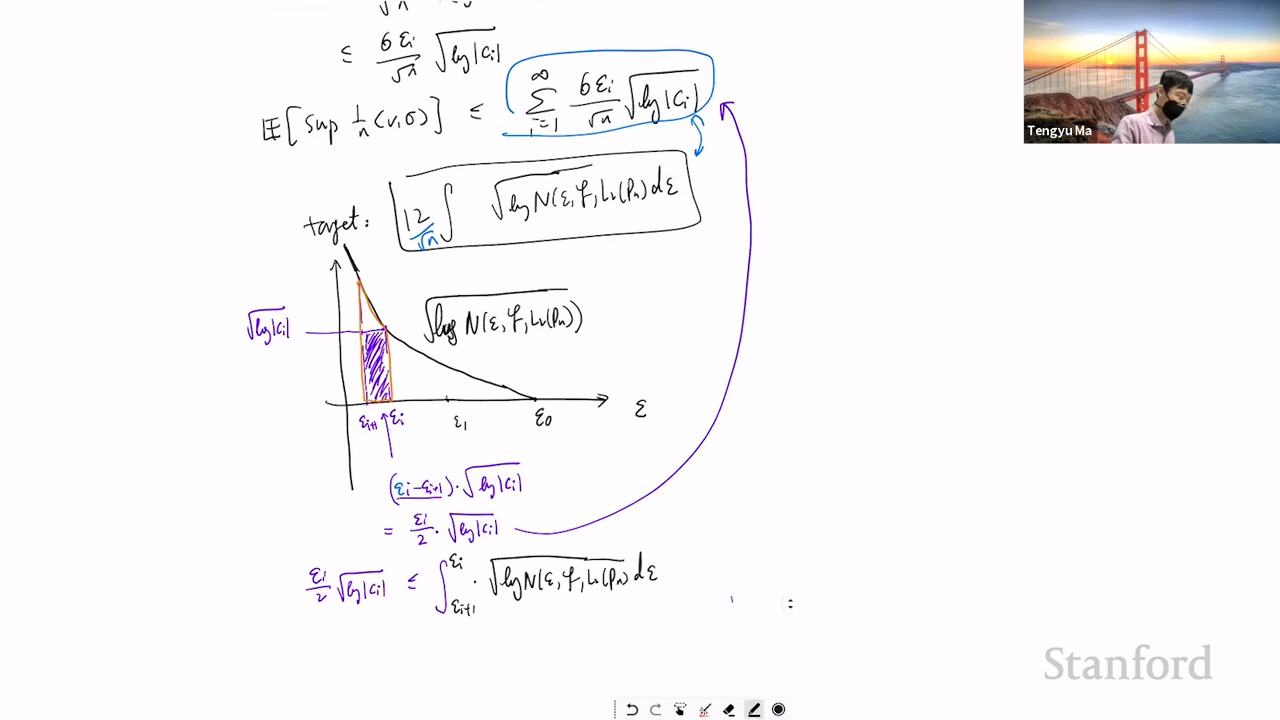 ≤ 6εi/√n √log|Ci|
E[sup 1/n⟨v,σ⟩] ≤ ∑_{i=1}^{∞} 6εi/√n √log|Ci|
target: 12/√n ∫ √log N(ε, F, L₂(Pn)) dε
√log N(ε, F, L₂(Pn))
√log|Ci|
εi+1 εi ε1 ε0 ε
(εi − εi+1) · √log|Ci|
= εi/2 · √log|Ci|
εi/2 √log|Ci| ≤ ∫_{εi+1}^{εi} · √log N(ε, F, L₂(Pn)) dε
Tengyu Ma
Stanford